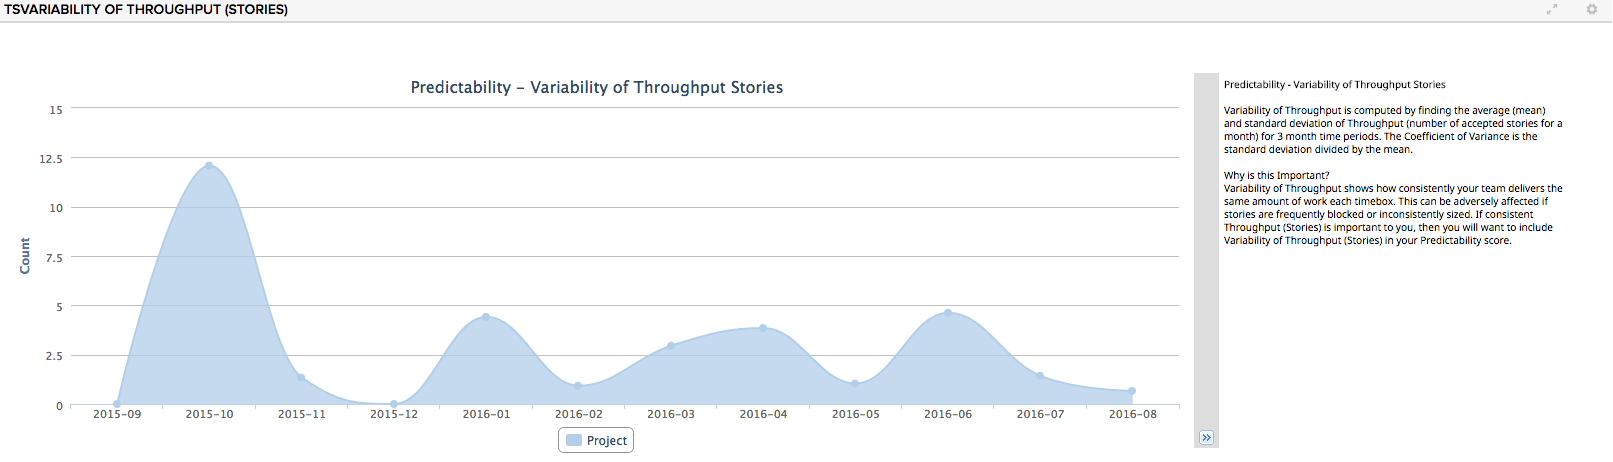 TSVARIABILITY OF THROUGHPUT (STORIES)
Predictability - Variability of Throughput Stories
Count
15
12.5
10
7.5
5
2.5
0
2015-09
2015-10
2015-11
2015-12
2016-01
2016-02
2016-03
2016-04
2016-05
2016-06
2016-07
2016-08
Project
Predictability - Variability of Throughput Stories
Variability of Throughput is computed by finding the average (mean)
and standard deviation of Throughput (number of accepted stories for a
month) for 3 month time periods. The Coefficient of Variance is the
standard deviation divided by the mean.
Why is this Important?
Variability of Throughput shows how consistently your team delivers the
same amount of work each timebox. This can be adversely affected if
stories are frequently blocked or inconsistently sized. If consistent
Throughput (Stories) is important to you, then you will want to include
Variability of Throughput (Stories) in your Predictability score.